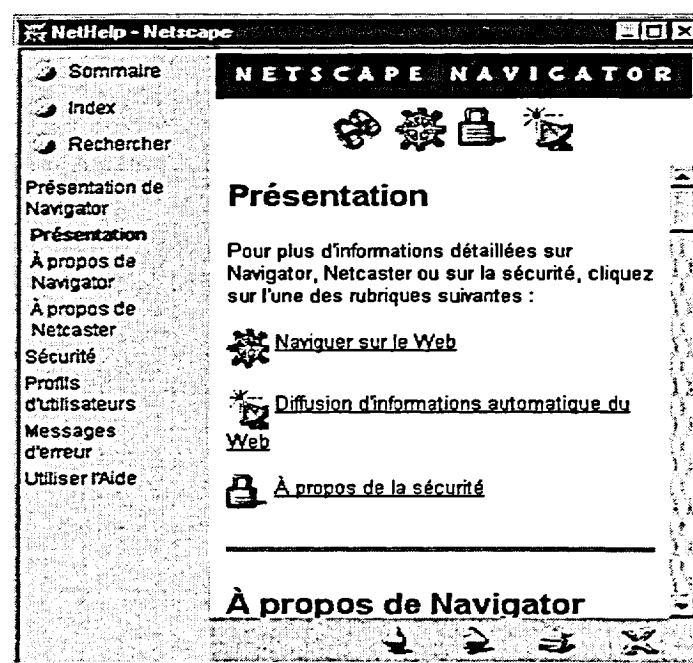 NetHelp - Netscape
Sommaire
Index
Rechercher
Présentation de
Navigator
Présentation
À propos de
Navigator
À propos de
Netcaster
Sécurité
Profils
d'utilisateurs
Messages
d'erreur
Utiliser l'Aide
NETSCAPE NAVIGATOR
Présentation
Pour plus d'informations détaillées sur
Navigator, Netcaster ou sur la sécurité, cliquez
sur l'une des rubriques suivantes :
Naviguer sur le Web
Diffusion d'informations automatique du
Web
À propos de la sécurité
À propos de Navigator